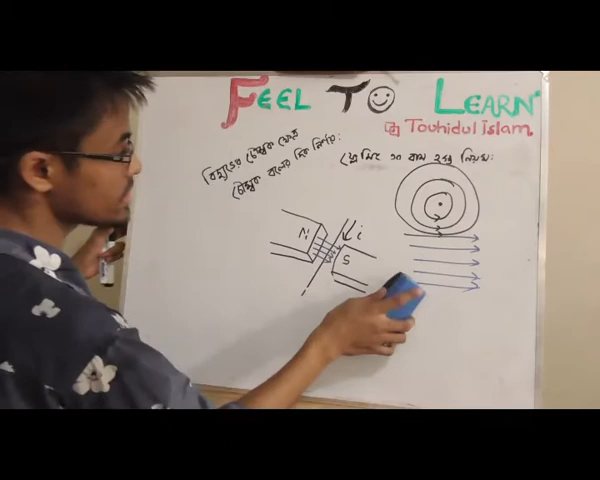 FEEL TO LEARN
Touhidul Islam
বিদ্যুতের চৌম্বক ক্ষেত্র
চৌম্বক বলের দিক নির্ণয়:
ফ্লেমিং এর বাম হস্ত নিয়ম:
N
i
S